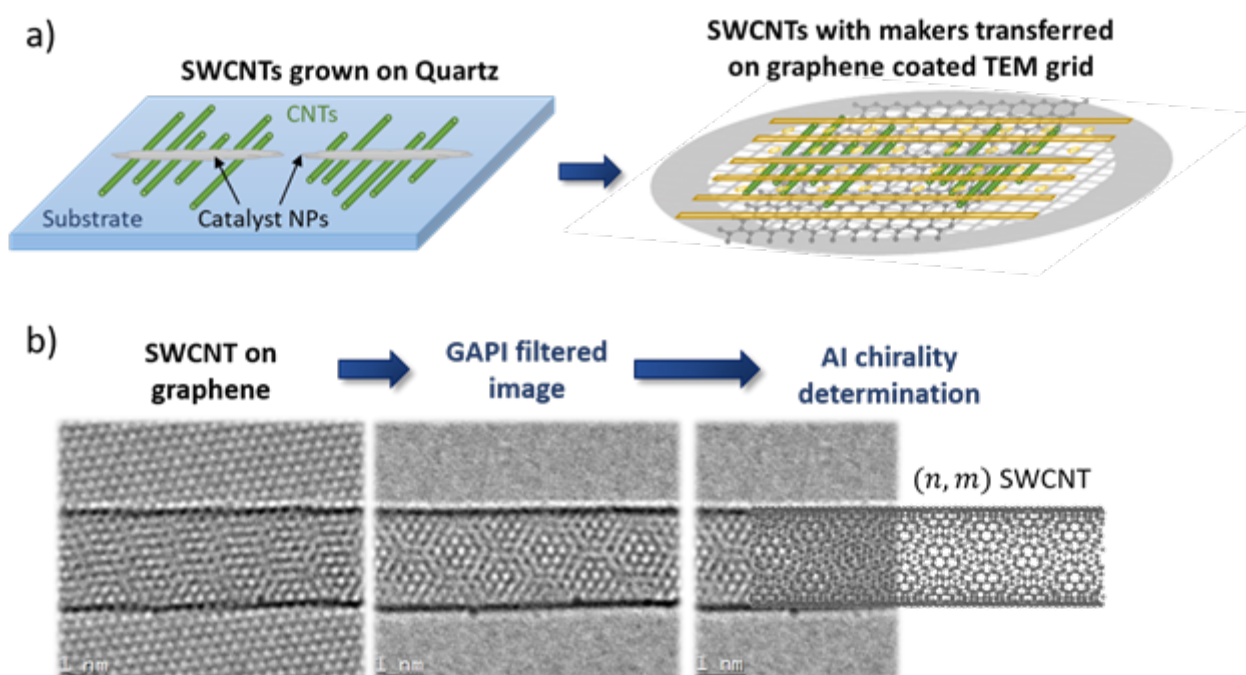 a)
SWCNTs grown on Quartz
CNTs
Substrate
Catalyst NPs
SWCNTs with makers transferred
on graphene coated TEM grid
b)
SWCNT on
graphene
GAPI filtered
image
AI chirality
determination
(n, m) SWCNT
1 nm
1 nm
1 nm